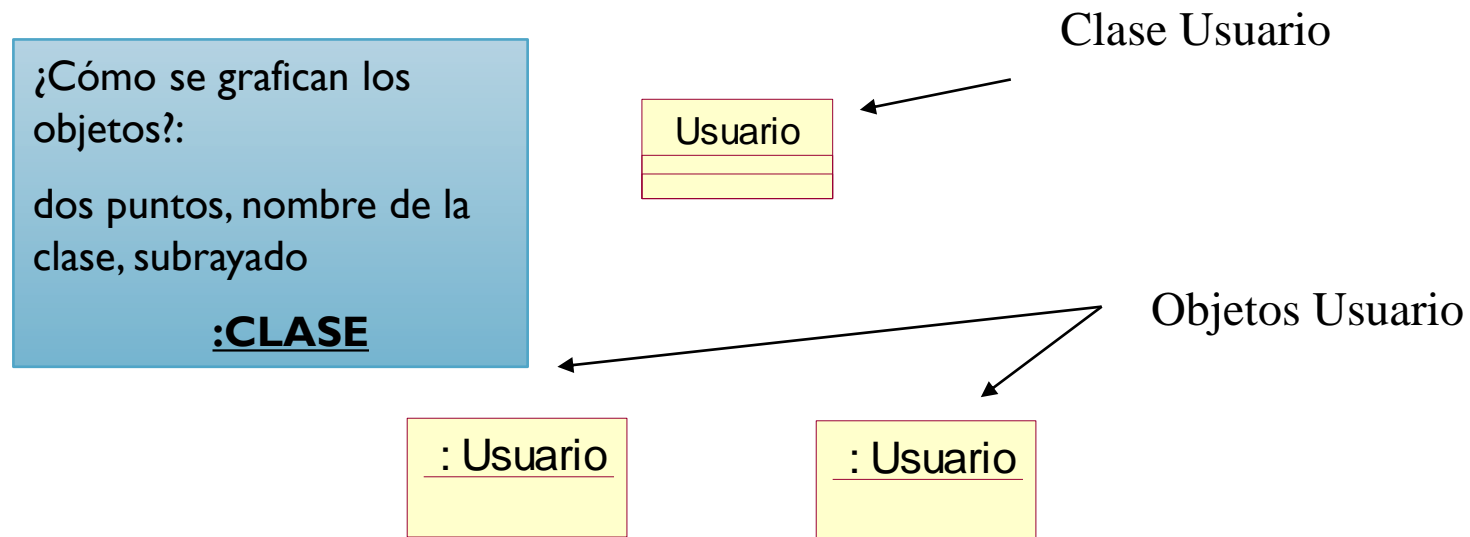 ¿Cómo se grafican los
objetos?:
dos puntos, nombre de la
clase, subrayado
:CLASE
Clase Usuario
Usuario
Objetos Usuario
: Usuario
: Usuario